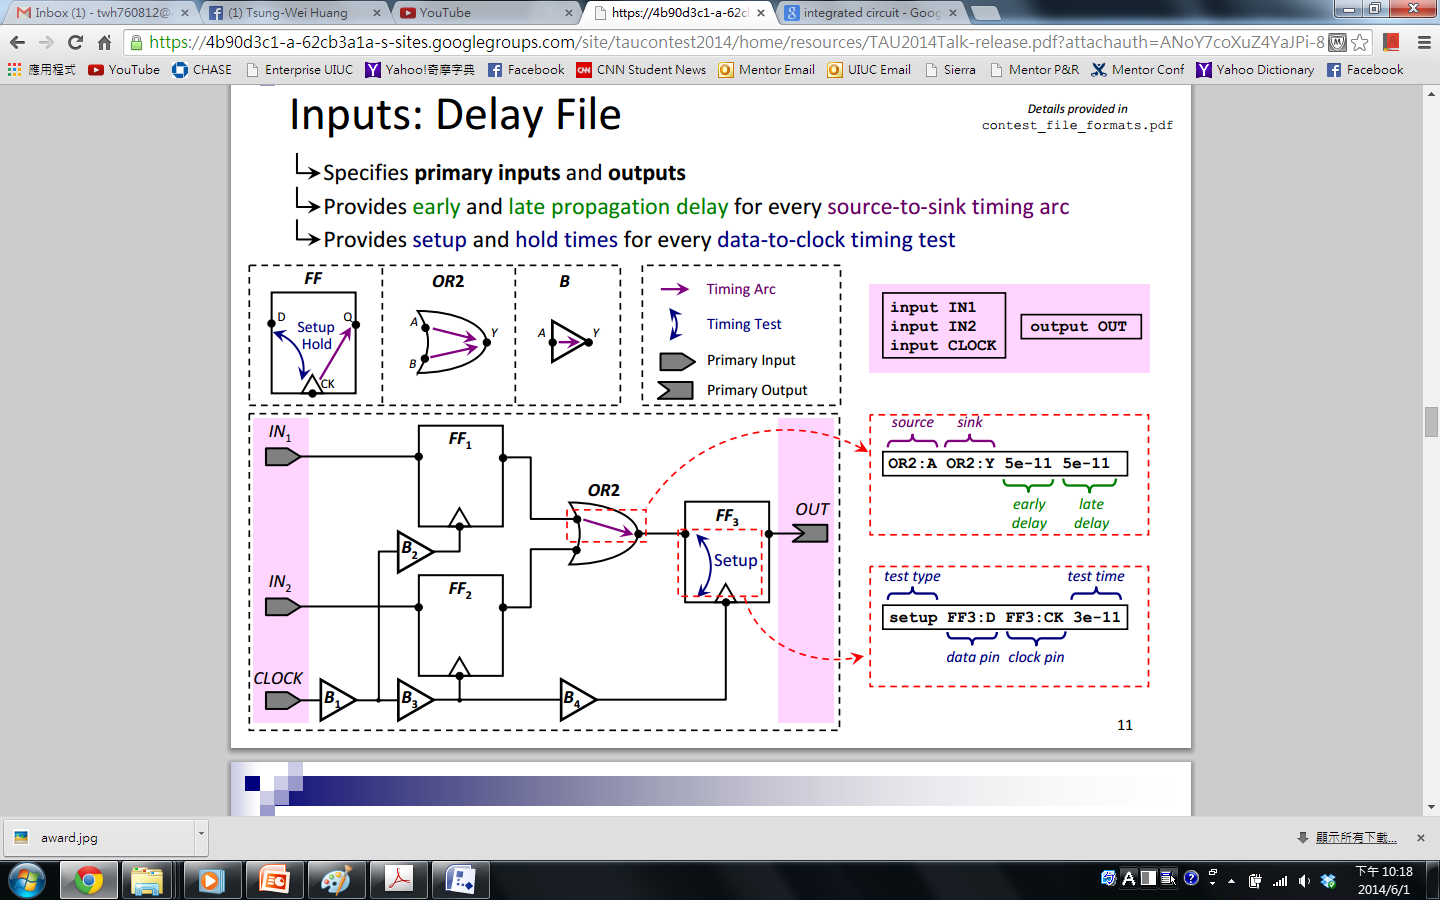 Inbox (1) - twh760812@
(1) Tsung-Wei Huang
YouTube
https://4b90d3c1-a-62cb
integrated circuit - Goog
https://4b90d3c1-a-62cb3a1a-s-sites.googlegroups.com/site/taucontest2014/home/resources/TAU2014Talk-release.pdf?attachauth=ANoY7coXuZ4YaJPi-8
應用程式
YouTube
CHASE
Enterprise UIUC
Yahoo!奇摩字典
Facebook
CNN Student News
Mentor Email
UIUC Email
Sierra
Mentor P&R
Mentor Conf
Yahoo Dictionary
Facebook
Inputs: Delay File
Details provided in
contest_file_formats.pdf
Specifies primary inputs and outputs
Provides early and late propagation delay for every source-to-sink timing arc
Provides setup and hold times for every data-to-clock timing test
FF
D
Q
Setup
Hold
CK
OR2
A
B
Y
B
A
Y
Timing Arc
Timing Test
Primary Input
Primary Output
input IN1
input IN2
input CLOCK
output OUT
IN1
FF1
B2
IN2
FF2
CLOCK
B1
B3
B4
OR2
FF3
Setup
OUT
source sink
OR2:A OR2:Y 5e-11 5e-11
early
delay
late
delay
test type
test time
setup FF3:D FF3:CK 3e-11
data pin clock pin
11
award.jpg
顯示所有下載...
下午 10:18
2014/6/1